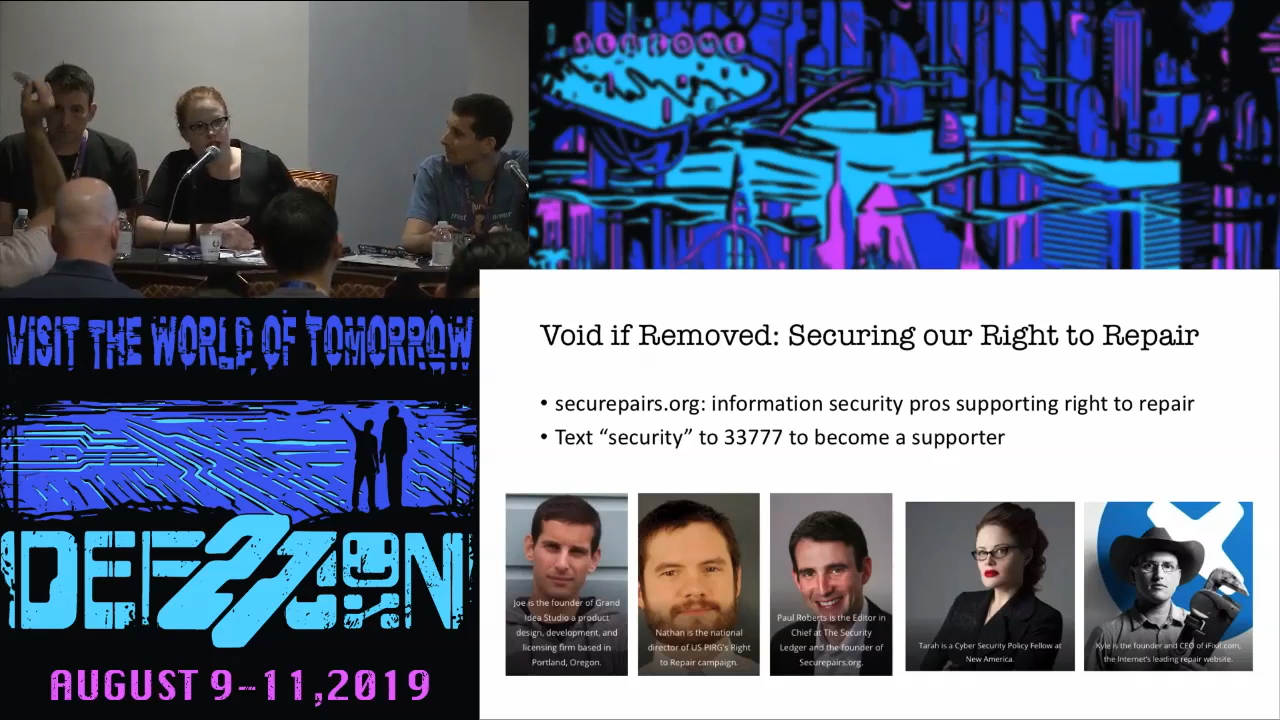 WELCOME
VISIT THE WORLD OF TOMORROW
DEF 27 CON
AUGUST 9-11,2019
Void if Removed: Securing our Right to Repair
• securepairs.org: information security pros supporting right to repair
• Text “security” to 33777 to become a supporter
Joe is the founder of Grand
Idea Studio a product
design, development, and
licensing firm based in
Portland, Oregon.
Nathan is the national
director of US PIRG's Right
to Repair campaign.
Paul Roberts is the Editor in
Chief at The Security
Ledger and the founder of
Securepairs.org.
Tarah is a Cyber Security Policy Fellow at
New America.
Kyle is the founder and CEO of iFixit.com,
the Internet's leading repair website.